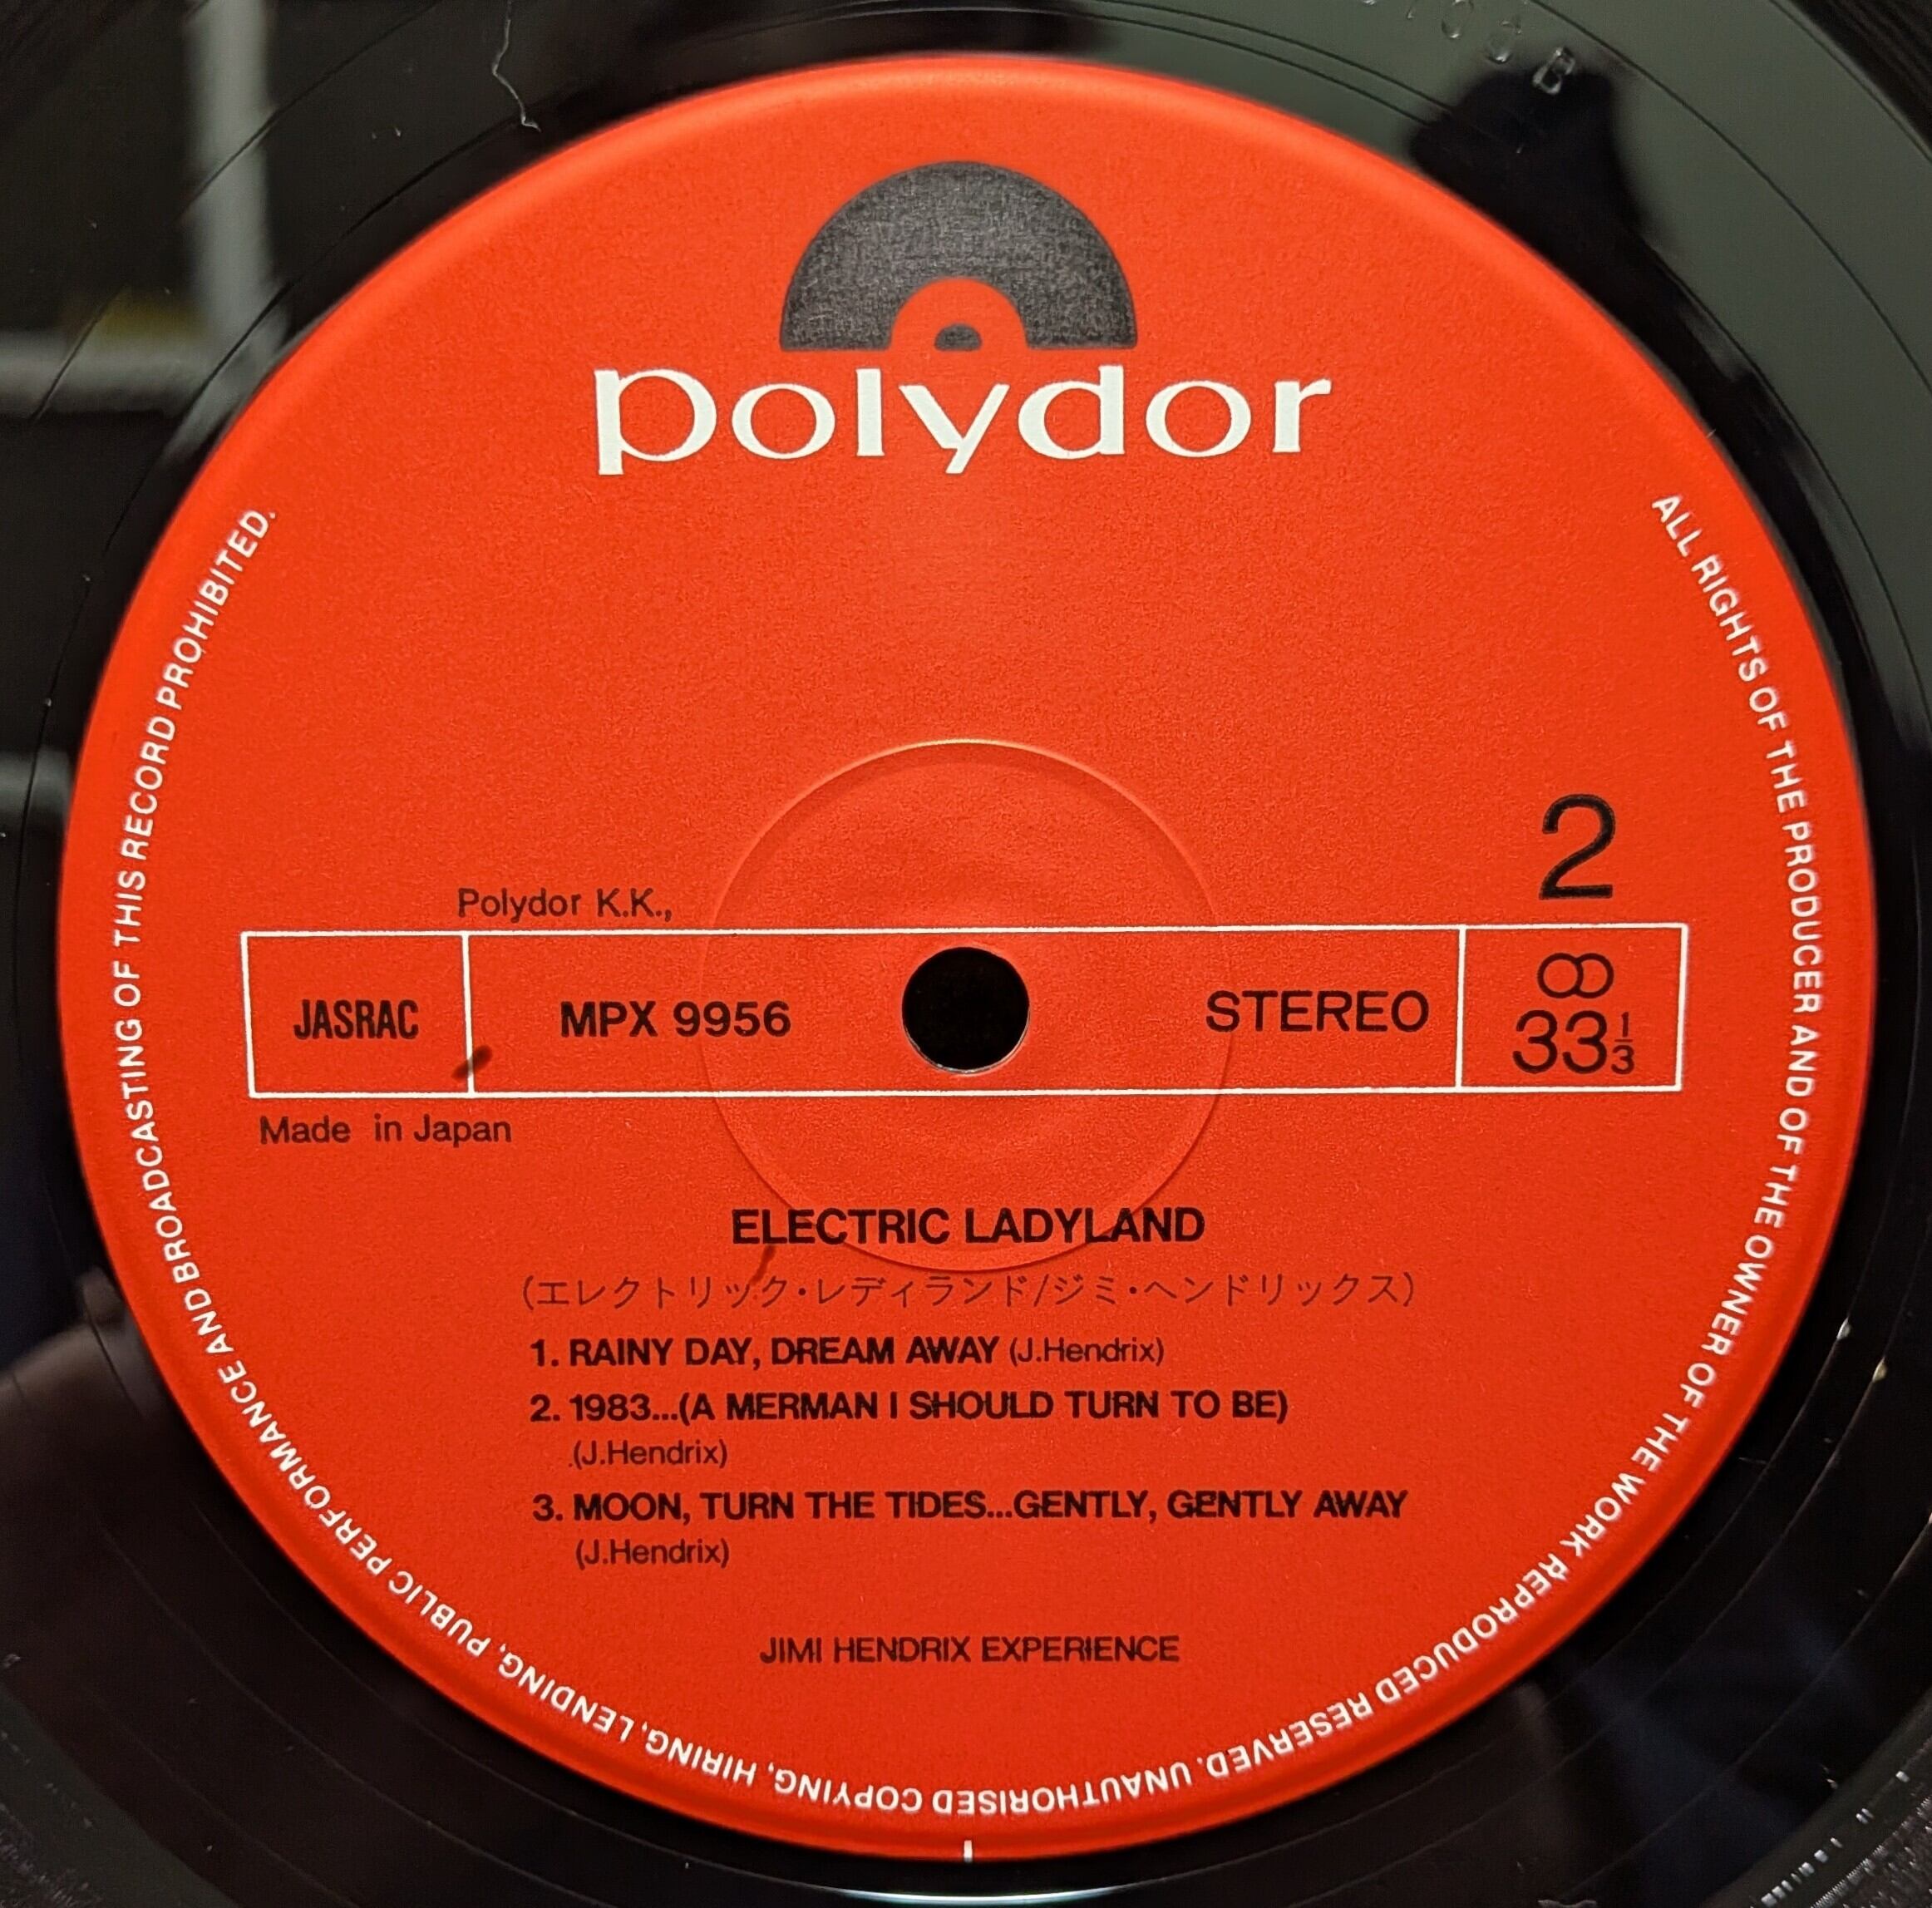 polydor
2
Polydor K.K.,
JASRAC
MPX 9956
STEREO
33 1/3
Made in Japan
ELECTRIC LADYLAND
(エレクトリック・レディランド/ジミ・ヘンドリックス)
1. RAINY DAY, DREAM AWAY (J.Hendrix)
2. 1983...(A MERMAN I SHOULD TURN TO BE)
(J.Hendrix)
3. MOON, TURN THE TIDES...GENTLY, GENTLY AWAY
(J.Hendrix)
JIMI HENDRIX EXPERIENCE
ALL RIGHTS OF THE PRODUCER AND OF THE OWNER OF THE WORK REPRODUCED RESERVED. UNAUTHORISED COPYING, HIRING, LENDING, PUBLIC PERFORMANCE AND BROADCASTING OF THIS RECORD PROHIBITED.